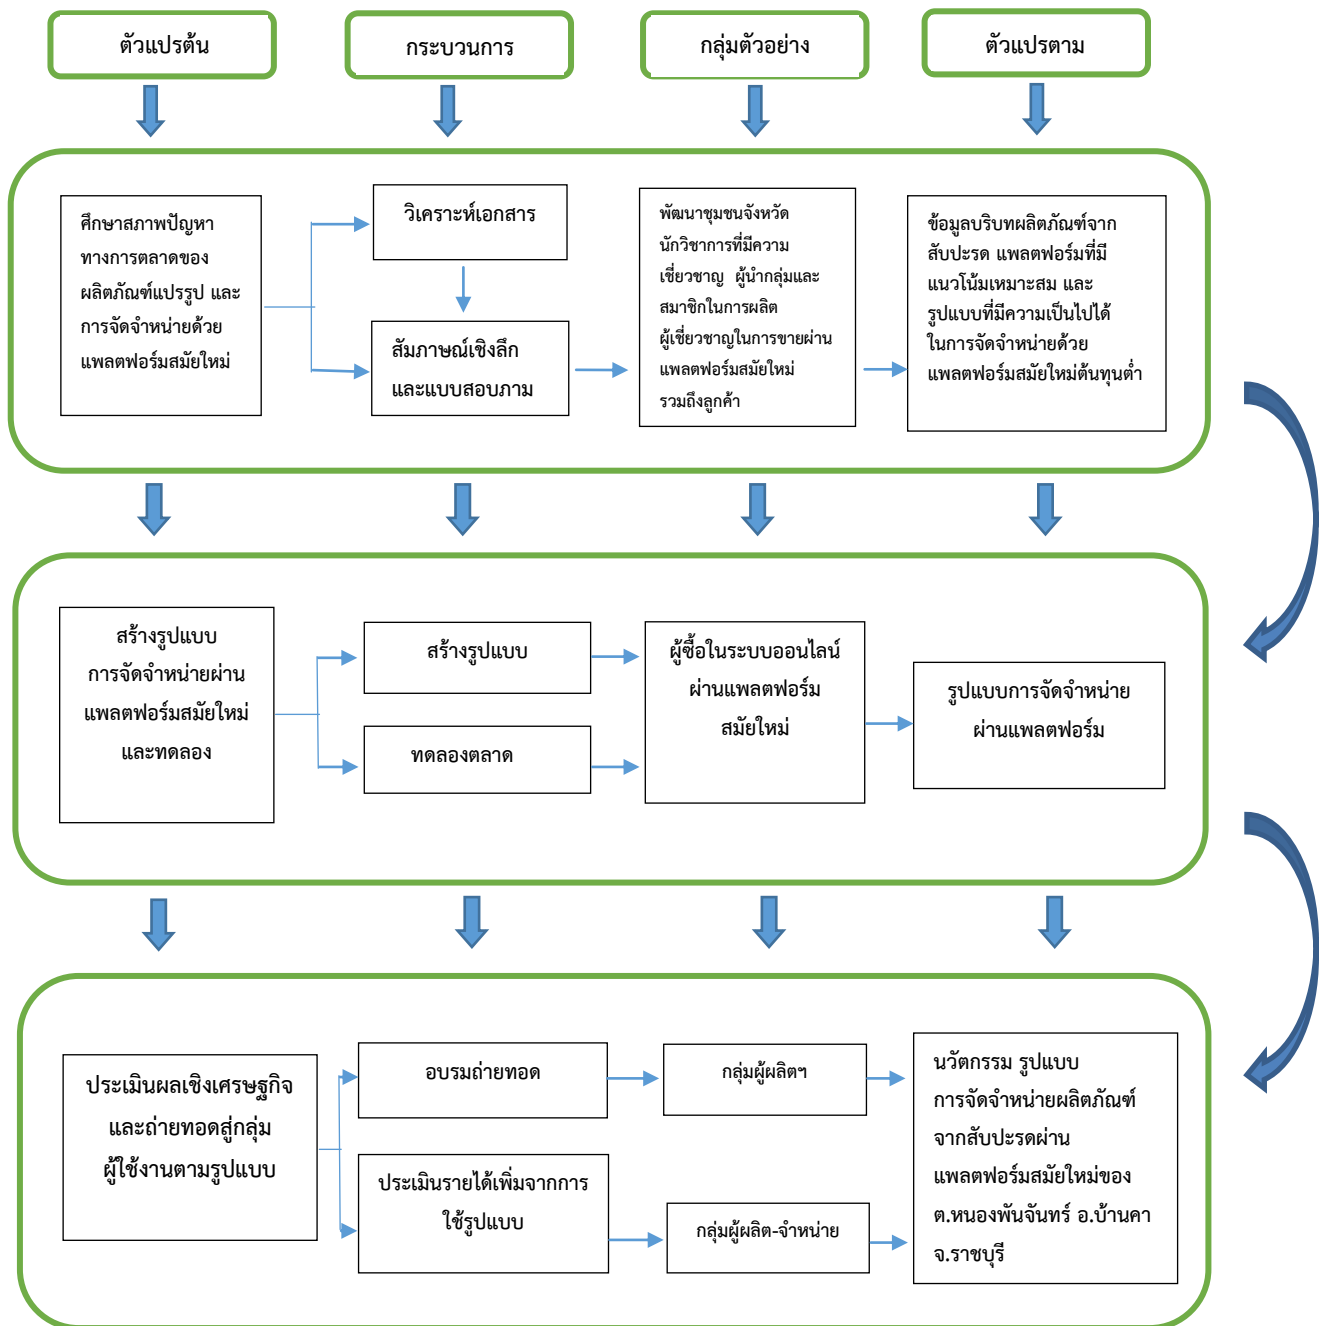 ตัวแปรต้น
กระบวนการ
กลุ่มตัวอย่าง
ตัวแปรตาม
ศึกษาสภาพปัญหา
ทางการตลาดของ
ผลิตภัณฑ์แปรรูป และ
การจัดจำหน่ายด้วย
แพลตฟอร์มสมัยใหม่
วิเคราะห์เอกสาร
สัมภาษณ์เชิงลึก
และแบบสอบภาม
พัฒนาชุมชนจังหวัด
นักวิชาการที่มีความ
เชี่ยวชาญ ผู้นำกลุ่มและ
สมาชิกในการผลิต
ผู้เชี่ยวชาญในการขายผ่าน
แพลตฟอร์มสมัยใหม่
รวมถึงลูกค้า
ข้อมูลบริบทผลิตภัณฑ์จาก
สับปะรด แพลตฟอร์มที่มี
แนวโน้มเหมาะสม และ
รูปแบบที่มีความเป็นไปได้
ในการจัดจำหน่ายด้วย
แพลตฟอร์มสมัยใหม่ต้นทุนต่ำ
สร้างรูปแบบ
การจัดจำหน่ายผ่าน
แพลตฟอร์มสมัยใหม่
และทดลอง
สร้างรูปแบบ
ทดลองตลาด
ผู้ซื้อในระบบออนไลน์
ผ่านแพลตฟอร์ม
สมัยใหม่
รูปแบบการจัดจำหน่าย
ผ่านแพลตฟอร์ม
ประเมินผลเชิงเศรษฐกิจ
และถ่ายทอดสู่กลุ่ม
ผู้ใช้งานตามรูปแบบ
อบรมถ่ายทอด
ประเมินรายได้เพิ่มจากการ
ใช้รูปแบบ
กลุ่มผู้ผลิตฯ
กลุ่มผู้ผลิต-จำหน่าย
นวัตกรรม รูปแบบ
การจัดจำหน่ายผลิตภัณฑ์
จากสับปะรดผ่าน
แพลตฟอร์มสมัยใหม่ของ
ต.หนองพันจันทร์ อ.บ้านคา
จ.ราชบุรี